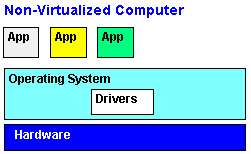 Non-Virtualized Computer
App App App
Operating System
Drivers
Hardware